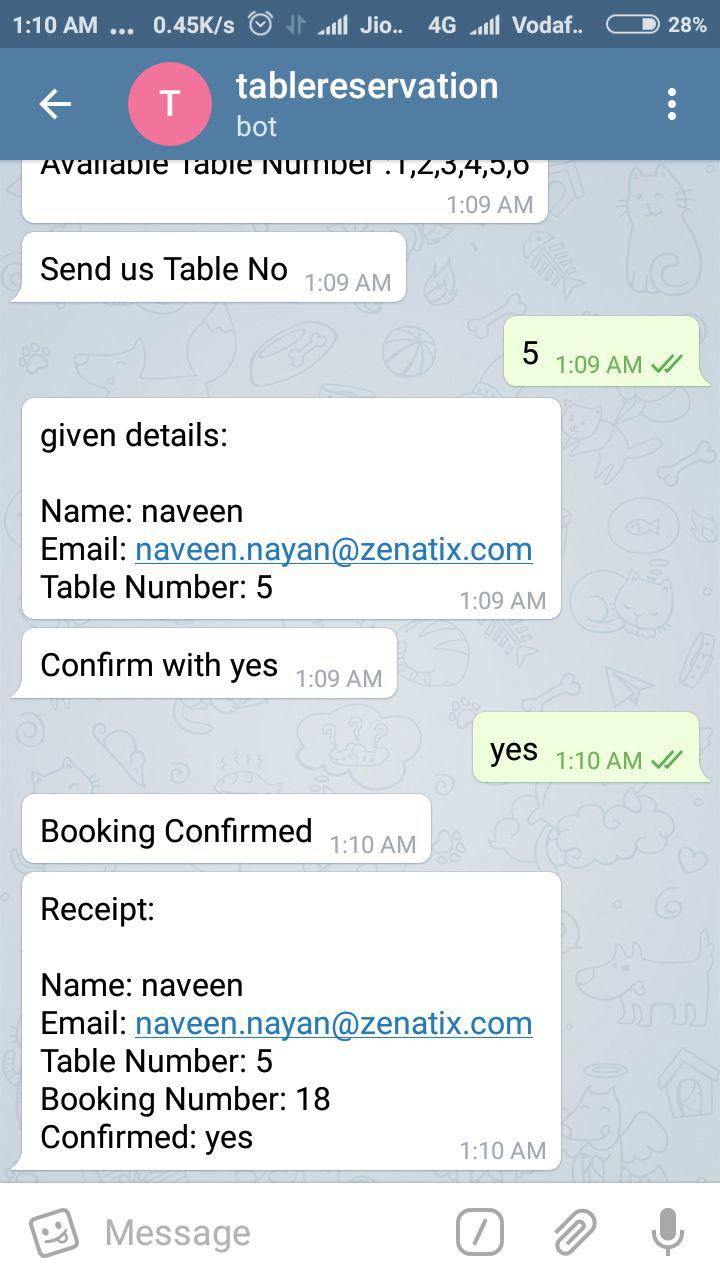 1:10 AM ... 0.45K/s Jio.. 4G Vodaf.. 28%
T
tablereservation
bot
Available Table Number :1,2,3,4,5,6
1:09 AM
Send us Table No 1:09 AM
5 1:09 AM
given details:
Name: naveen
Email: naveen.nayan@zenatix.com
Table Number: 5
1:09 AM
Confirm with yes 1:09 AM
yes 1:10 AM
Booking Confirmed 1:10 AM
Receipt:
Name: naveen
Email: naveen.nayan@zenatix.com
Table Number: 5
Booking Number: 18
Confirmed: yes
1:10 AM
Message